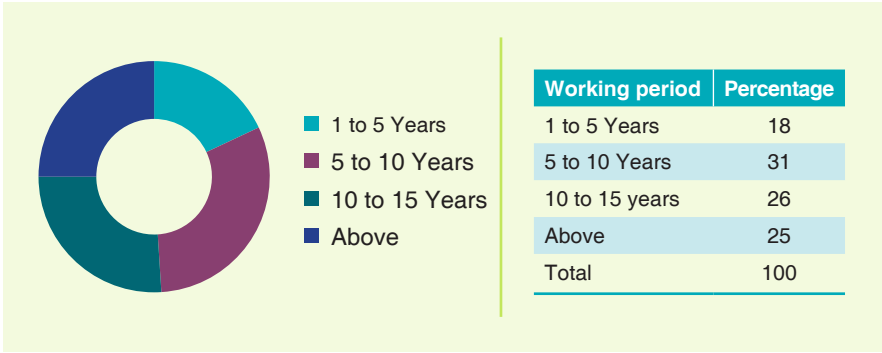 1 to 5 Years
5 to 10 Years
10 to 15 Years
Above
Working period Percentage
1 to 5 Years 18
5 to 10 Years 31
10 to 15 years 26
Above 25
Total 100